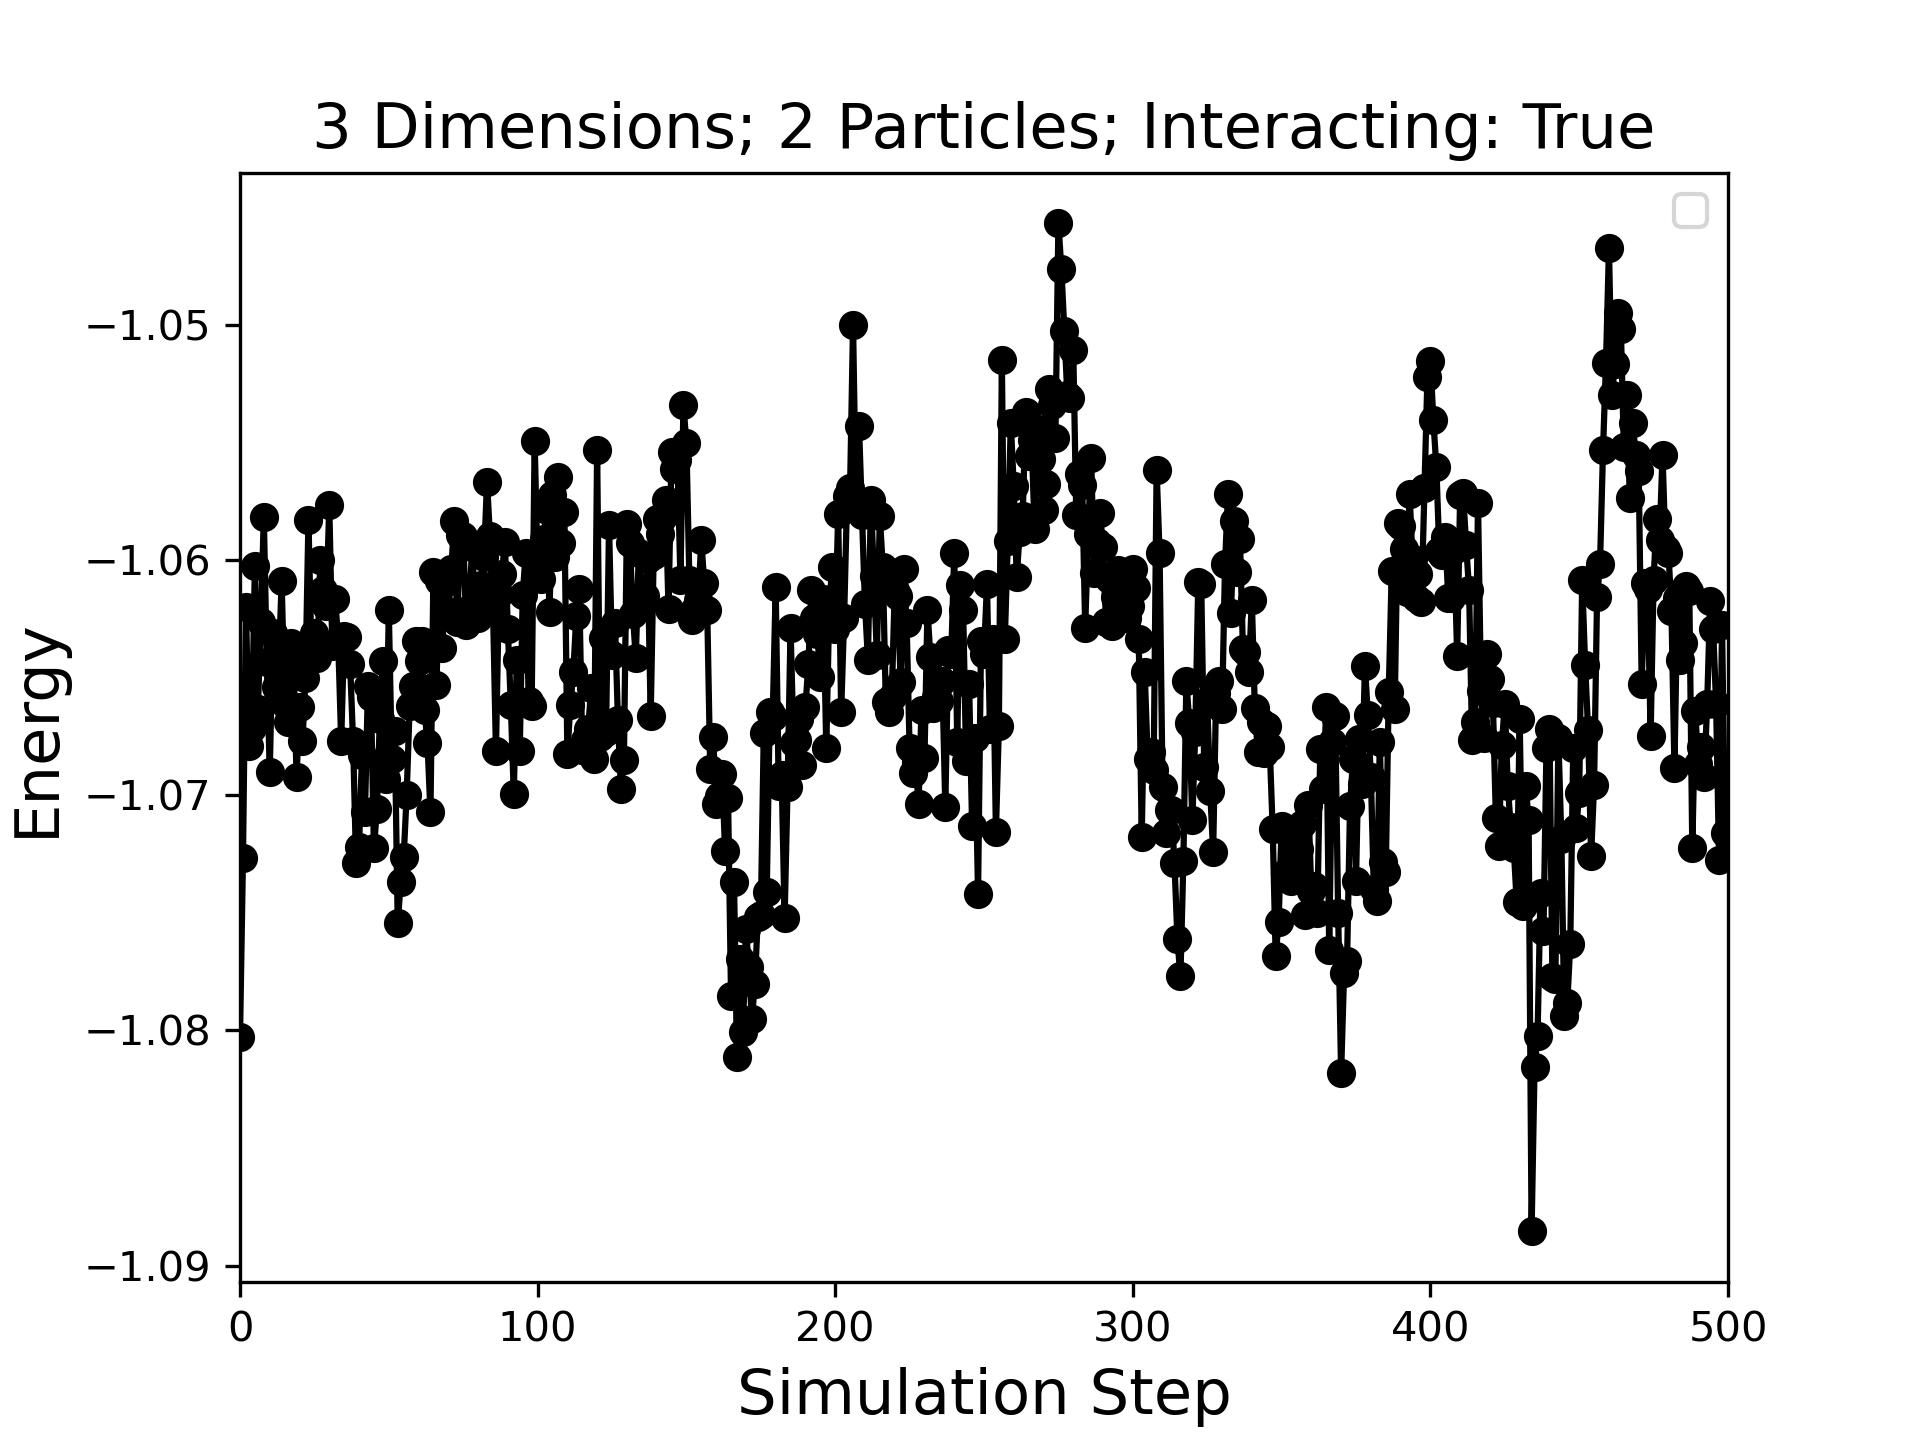 3 Dimensions; 2 Particles; Interacting: True
Energy
−1.05
−1.06
−1.07
−1.08
−1.09
0 100 200 300 400 500
Simulation Step